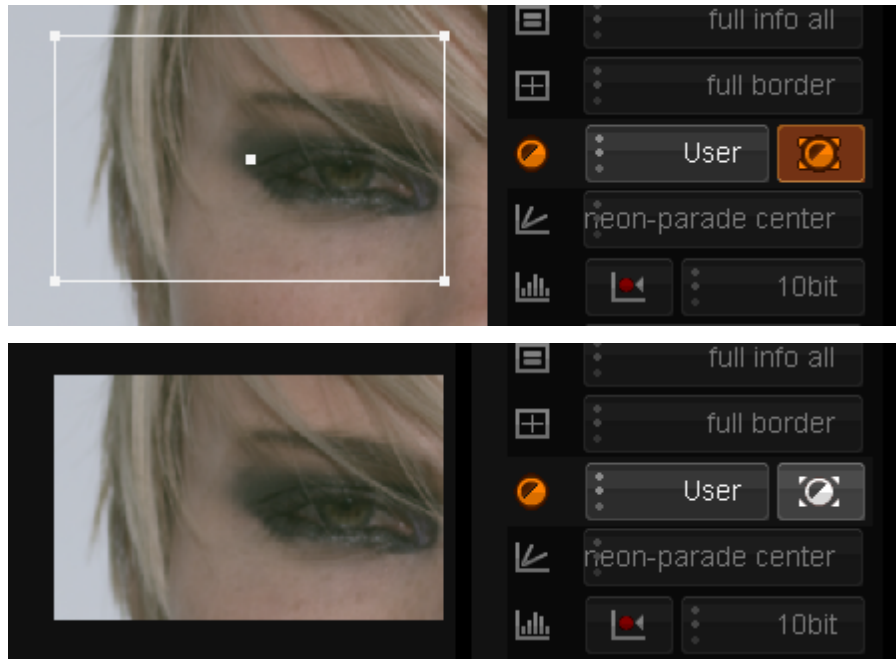 full info all
full border
User
neon-parade center
10bit
full info all
full border
User
neon-parade center
10bit